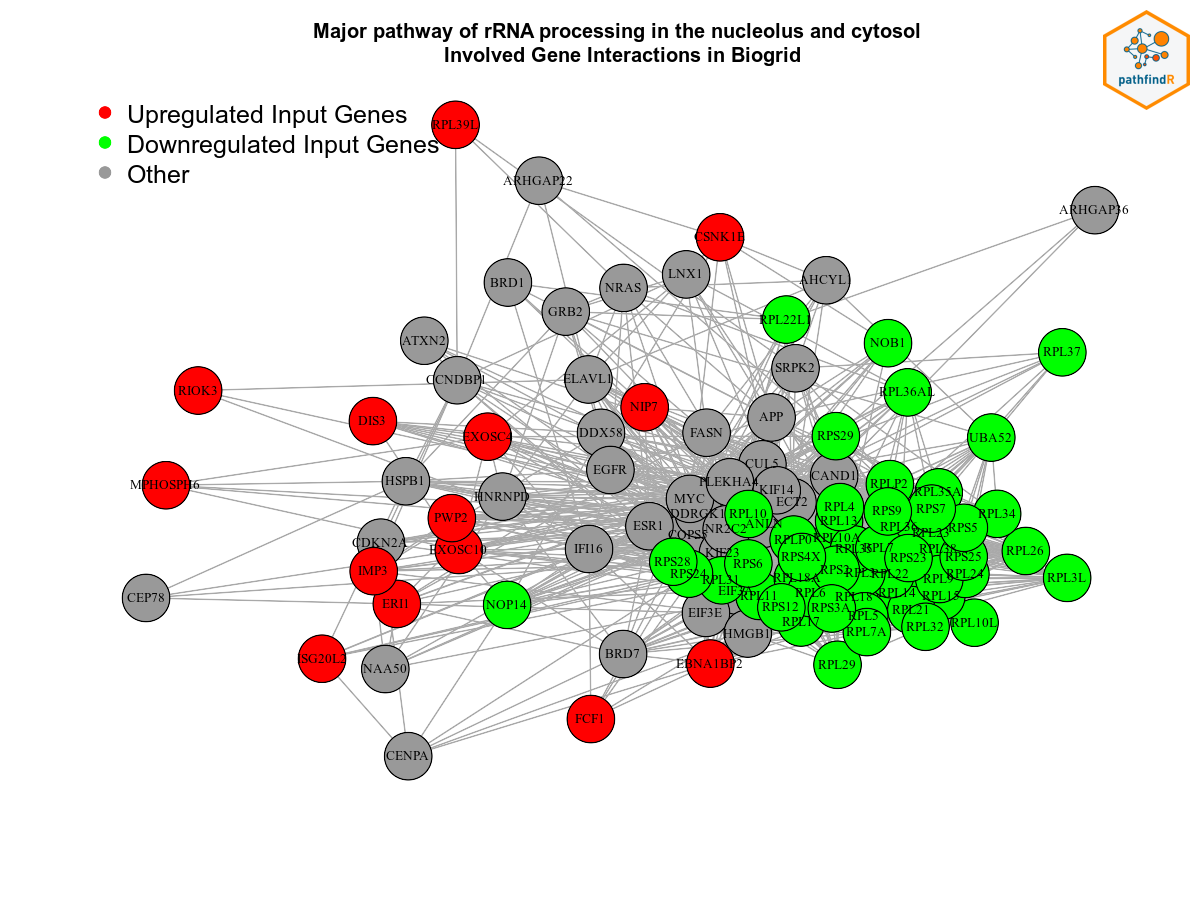 Major pathway of rRNA processing in the nucleolus and cytosol
Involved Gene Interactions in Biogrid
pathfindR
Upregulated Input Genes
Downregulated Input Genes
Other
RPL39L
ARHGAP22
ARHGAP36
CSNK1E
LNX1
AHCYL1
BRD1
NRAS
GRB2
RPL22L1
ATXN2
NOB1
RPL37
SRPK2
CCNDBP1
ELAVL1
RIOK3
RPL36AL
NIP7
APP
DIS3
EXOSC4
DDX58
FASN
RPS29
UBA52
CUL5
EGFR
CAND1
HSPB1
PLEKHA4
RPLP2
MPHOSPH6
KIF14
RPL35A
HNRNPD
MYC
ECT2
RPL4
RPS9
RPS7
DDRGK1
RPL10
RPL34
PWP2
RPL13
ESR1
NR2C2
ANLN
RPL36
RPS5
COPS5
RPLP0
RPL10A
RPL23
CDKN2A
EXOSC10
IFI16
KIF23
RPL7
RPL38
RPL26
RPS4X
RPS23
RPS25
RPS28
RPS6
IMP3
RPS24
RPL31
RPL18A
RPS2
RPL22
RPL24
RPL3L
CEP78
ERI1
NOP14
RPL11
RPL6
RPL18
RPL14
RPL15
RPS12
RPS3A
RPL21
EIF3E
RPL5
RPL17
RPL7A
RPL32
RPL10L
HMGB1
ISG20L2
NAA50
BRD7
EBNA1BP2
RPL29
FCF1
CENPA